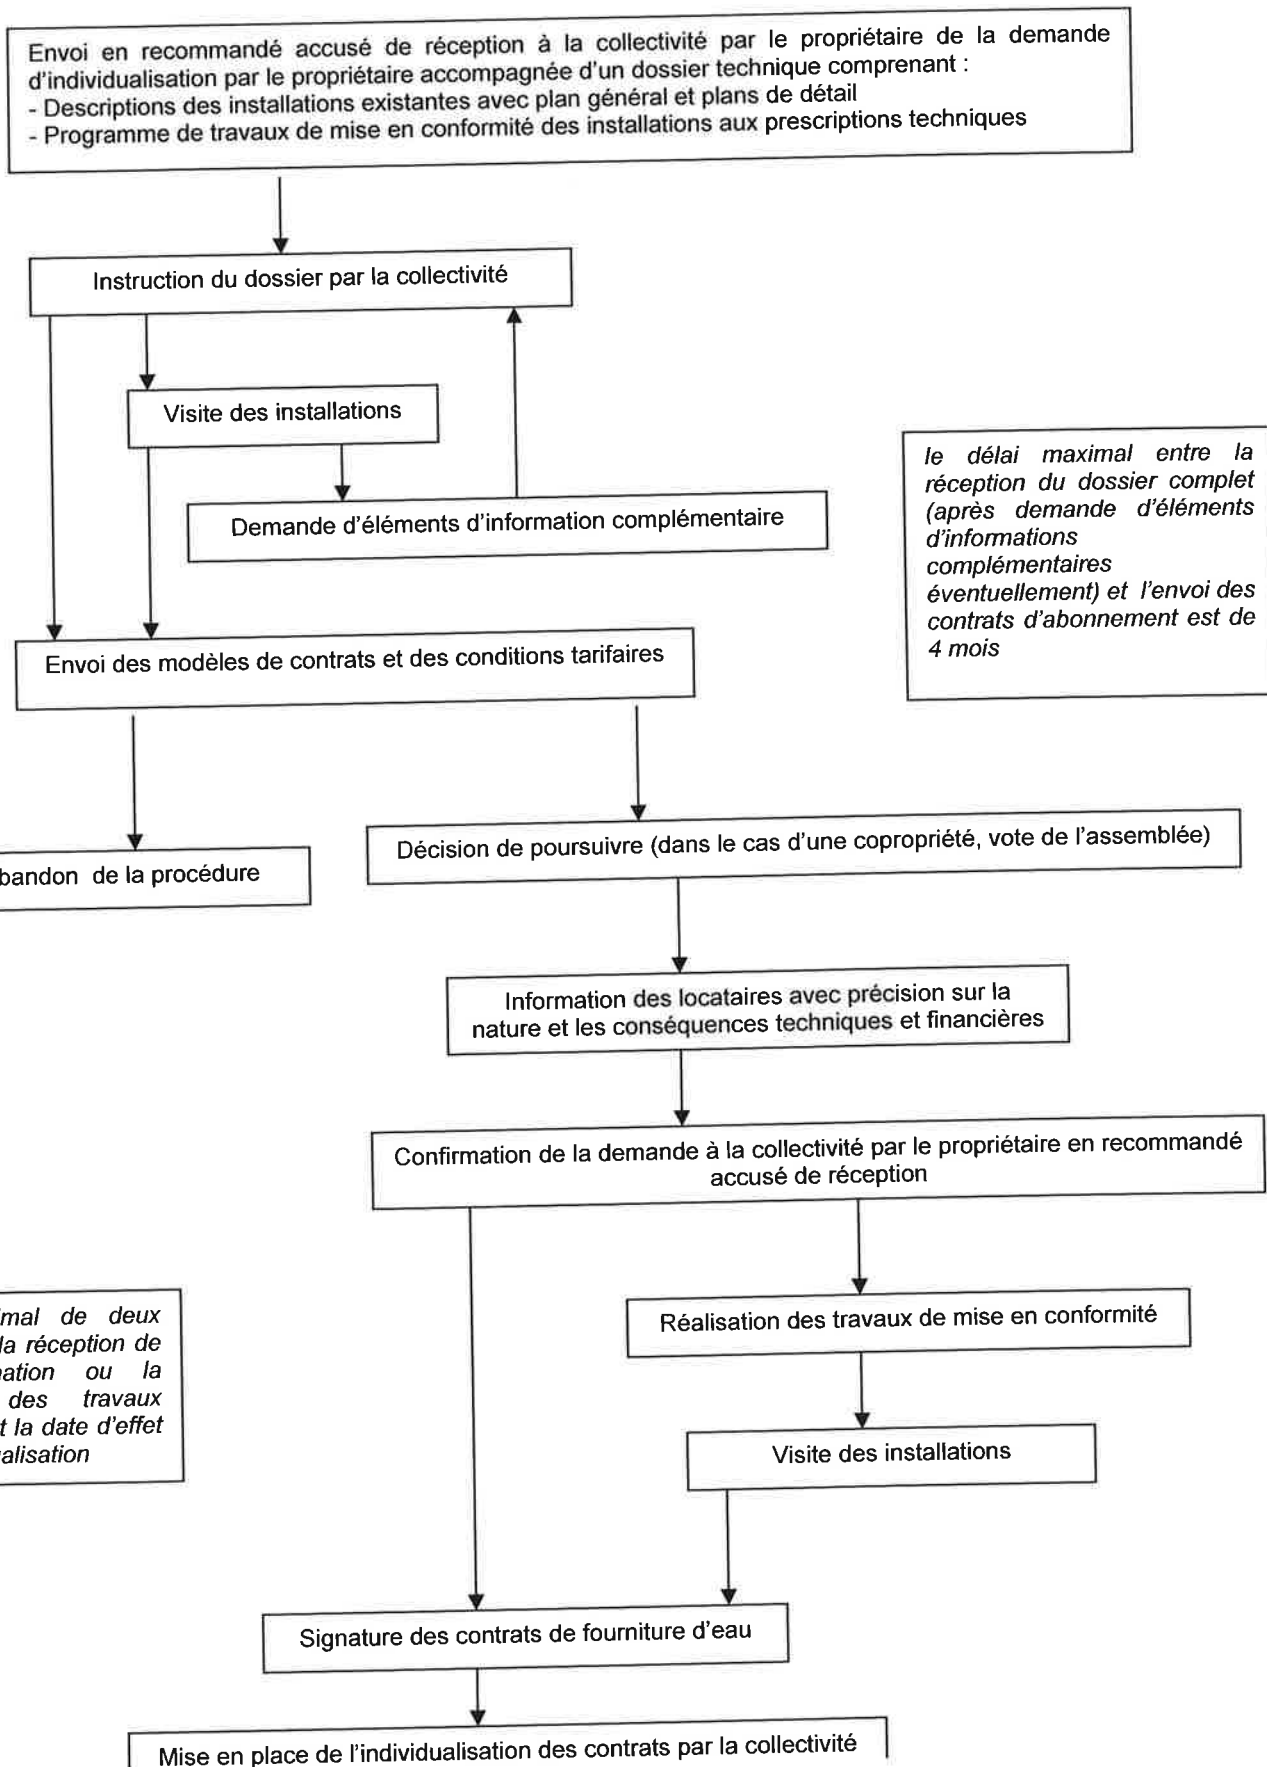 Envoi en recommandé accusé de réception à la collectivité par le propriétaire de la demande
d'individualisation par le propriétaire accompagnée d'un dossier technique comprenant :
- Descriptions des installations existantes avec plan général et plans de détail
- Programme de travaux de mise en conformité des installations aux prescriptions techniques
Instruction du dossier par la collectivité
Visite des installations
Demande d'éléments d'information complémentaire
le délai maximal entre la
réception du dossier complet
(après demande d'éléments
d'informations
complémentaires
éventuellement) et l'envoi des
contrats d'abonnement est de
4 mois
Envoi des modèles de contrats et des conditions tarifaires
bandon de la procédure
Décision de poursuivre (dans le cas d'une copropriété, vote de l'assemblée)
Information des locataires avec précision sur la
nature et les conséquences techniques et financières
Confirmation de la demande à la collectivité par le propriétaire en recommandé
accusé de réception
imal de deux
la réception de
nation ou la
des travaux
t la date d'effet
ualisation
Réalisation des travaux de mise en conformité
Visite des installations
Signature des contrats de fourniture d'eau
Mise en place de l'individualisation des contrats par la collectivité